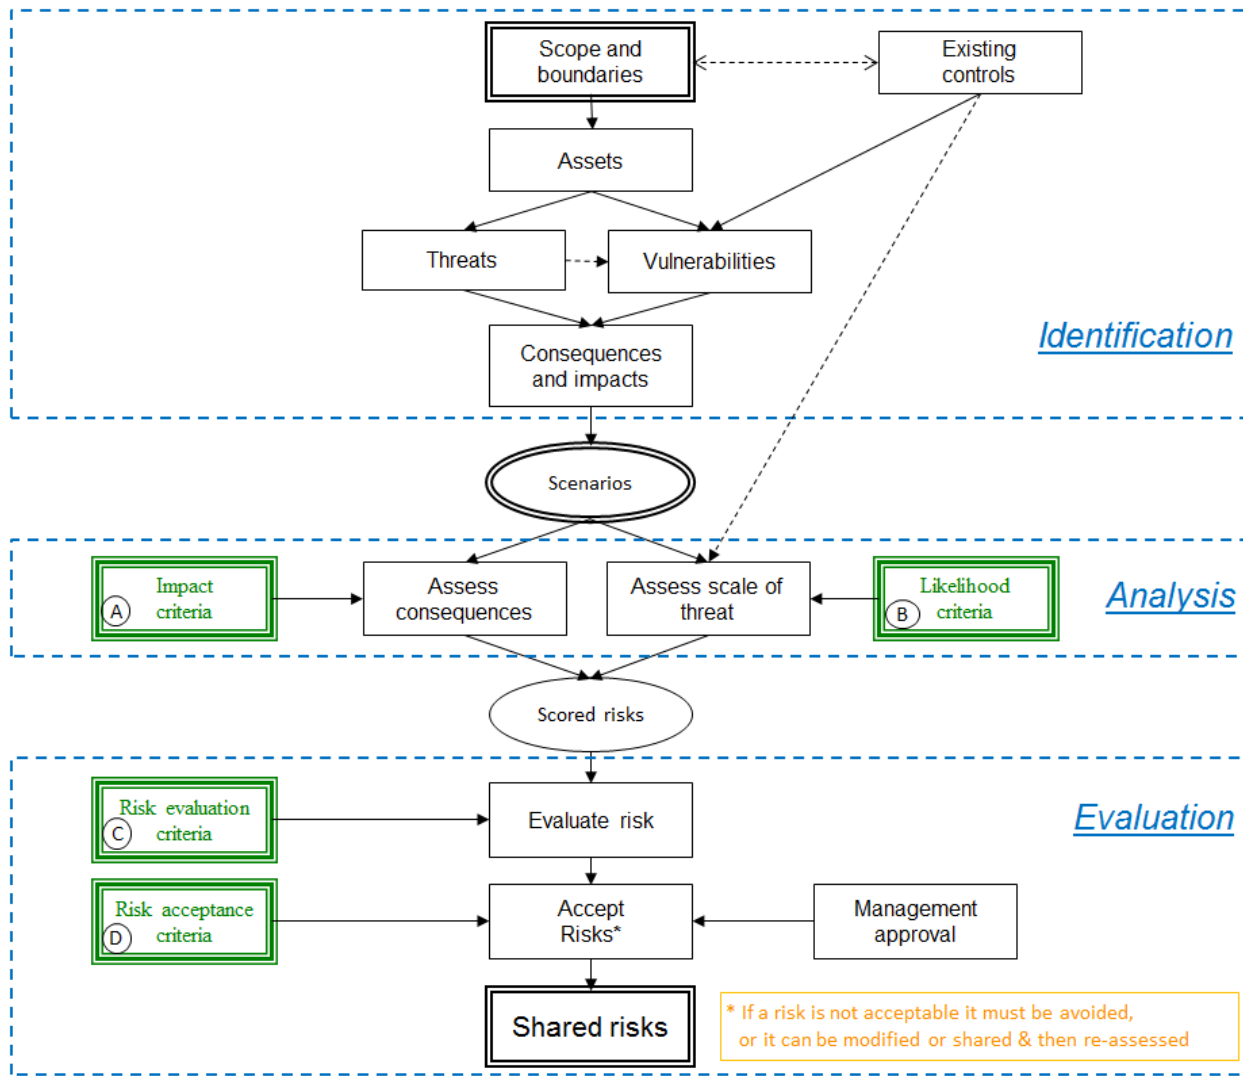 Scope and
boundaries
Existing
controls
Assets
Threats
Vulnerabilities
Consequences
and impacts
Identification
Scenarios
Impact
criteria
A
Assess
consequences
Assess scale of
threat
Likelihood
criteria
B
Analysis
Scored risks
Risk evaluation
criteria
C
Evaluate risk
Evaluation
Risk acceptance
criteria
D
Accept
Risks*
Management
approval
Shared risks
* If a risk is not acceptable it must be avoided,
or it can be modified or shared & then re-assessed